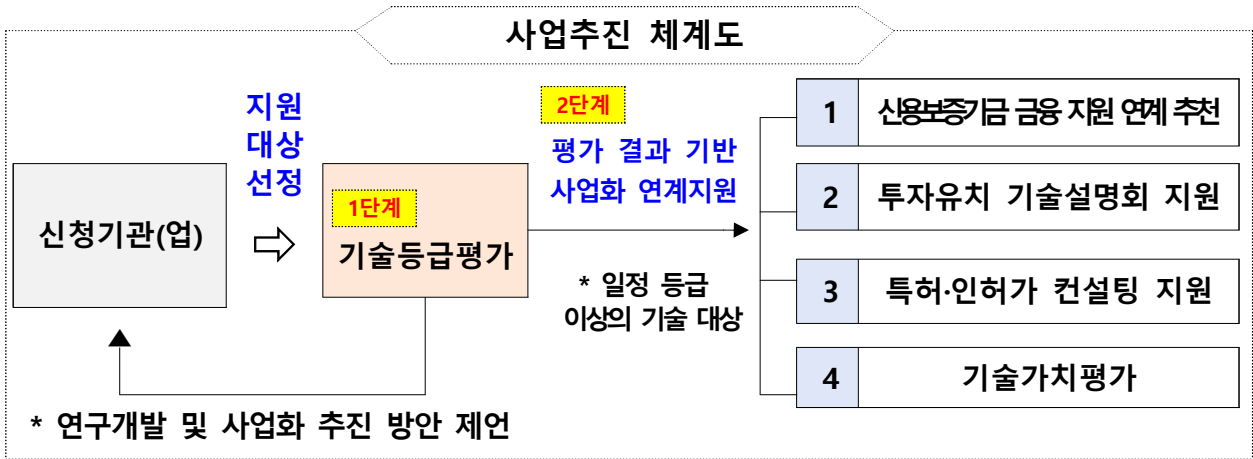 사업추진 체계도
지원
대상
선정
신청기관(업)
1단계
기술등급평가
2단계
평가 결과 기반
사업화 연계지원
* 일정 등급
이상의 기술 대상
1 신용보증기금 금융 지원 연계 추천
2 투자유치 기술설명회 지원
3 특허·인허가 컨설팅 지원
4 기술가치평가
* 연구개발 및 사업화 추진 방안 제언